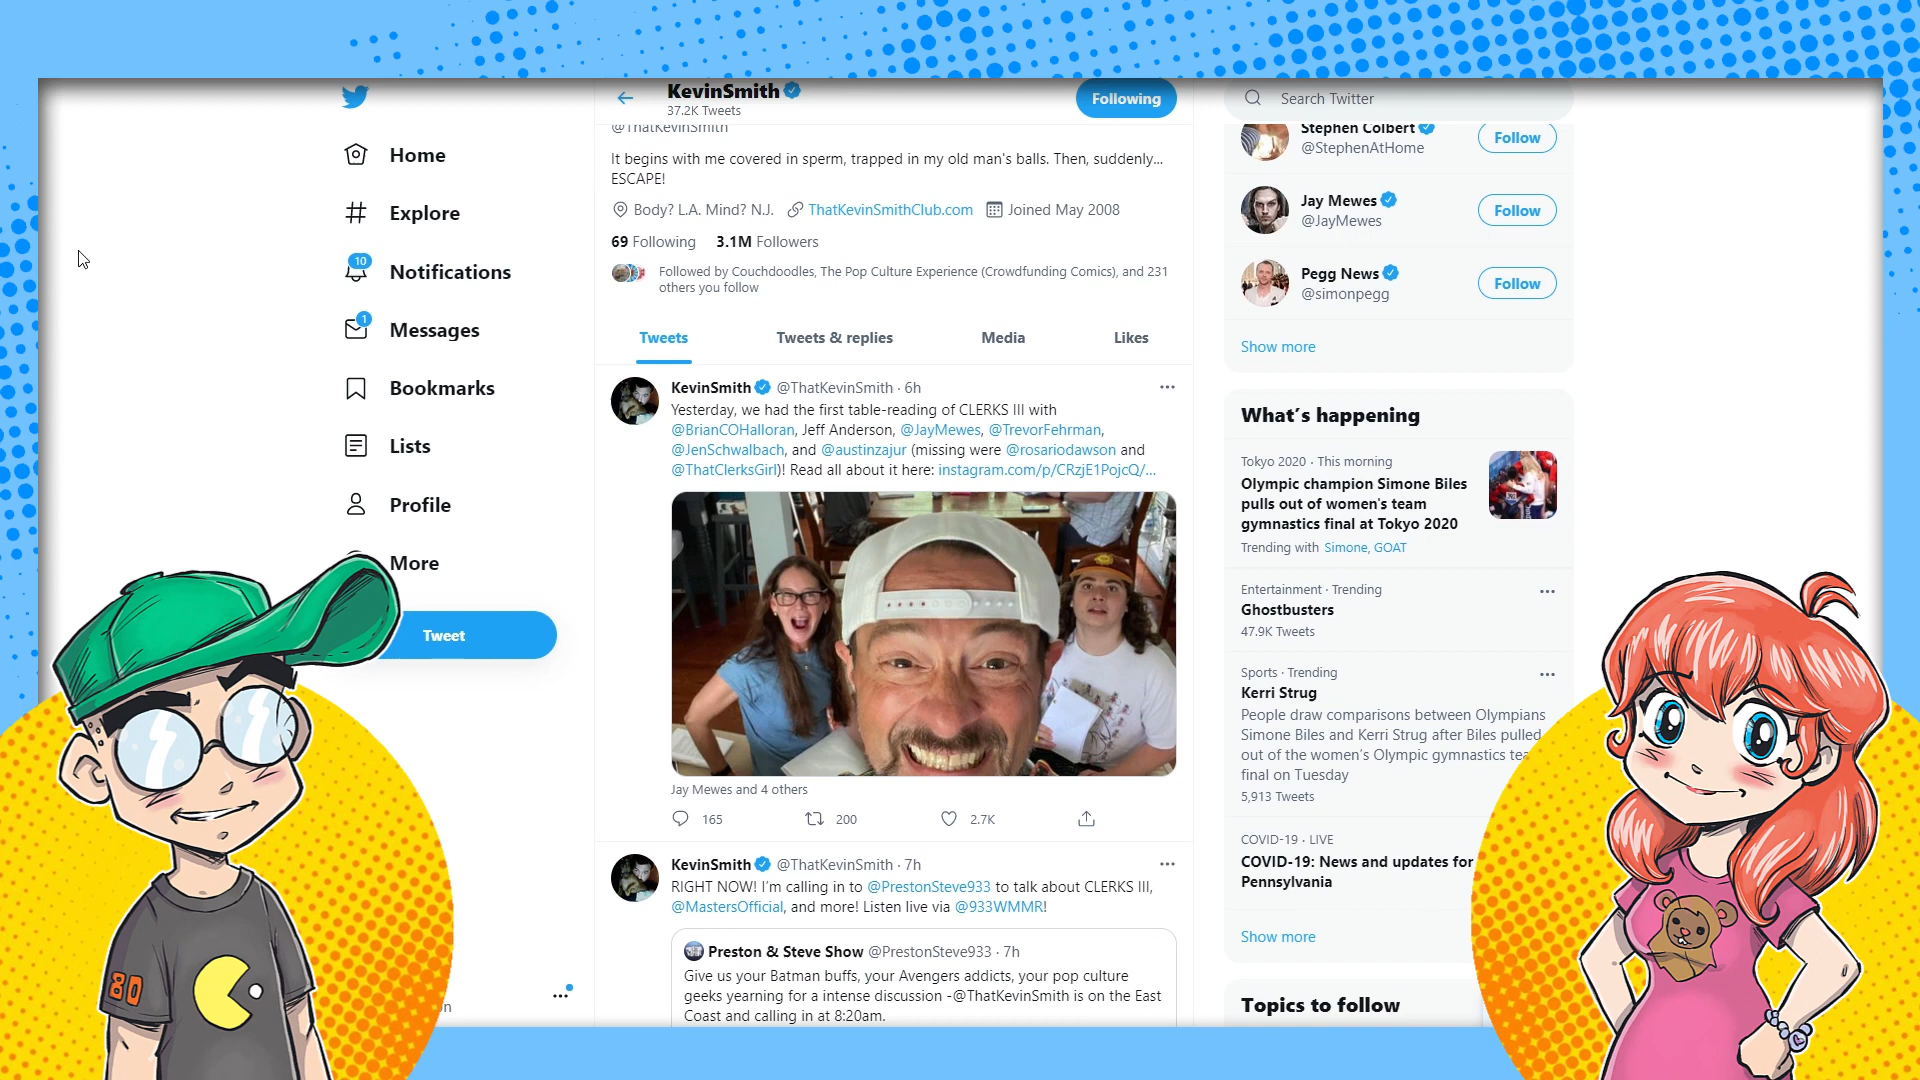 Home
Explore
10
Notifications
1
Messages
Bookmarks
Lists
Profile
More
Tweet
KevinSmith
37.2K Tweets
Following
@ThatKevinSmith
It begins with me covered in sperm, trapped in my old man's balls. Then, suddenly...
ESCAPE!
Body? L.A. Mind? N.J. ThatKevinSmithClub.com Joined May 2008
69 Following 3.1M Followers
Followed by Couchdoodles, The Pop Culture Experience (Crowdfunding Comics), and 231
others you follow
Tweets Tweets & replies Media Likes
KevinSmith @ThatKevinSmith · 6h
Yesterday, we had the first table-reading of CLERKS III with
@BrianCOHalloran, Jeff Anderson, @JayMewes, @TrevorFehrman,
@JenSchwalbach, and @austinzajur (missing were @rosariodawson and
@ThatClerksGirl)! Read all about it here: instagram.com/p/CRzjE1PojcQ/...
Jay Mewes and 4 others
165 200 2.7K
KevinSmith @ThatKevinSmith · 7h
RIGHT NOW! I'm calling in to @PrestonSteve933 to talk about CLERKS III,
@MastersOfficial, and more! Listen live via @933WMMR!
Preston & Steve Show @PrestonSteve933 · 7h
Give us your Batman buffs, your Avengers addicts, your pop culture
geeks yearning for a intense discussion -@ThatKevinSmith is on the East
Coast and calling in at 8:20am.
Search Twitter
Stephen Colbert
@StephenAtHome
Follow
Jay Mewes
@JayMewes
Follow
Pegg News
@simonpegg
Follow
Show more
What's happening
Tokyo 2020 · This morning
Olympic champion Simone Biles
pulls out of women's team
gymnastics final at Tokyo 2020
Trending with Simone, GOAT
Entertainment · Trending
Ghostbusters
47.9K Tweets
Sports · Trending
Kerri Strug
People draw comparisons between Olympians
Simone Biles and Kerri Strug after Biles pulled
out of the women's Olympic gymnastics te
final on Tuesday
5,913 Tweets
COVID-19 · LIVE
COVID-19: News and updates for
Pennsylvania
Show more
Topics to follow
80